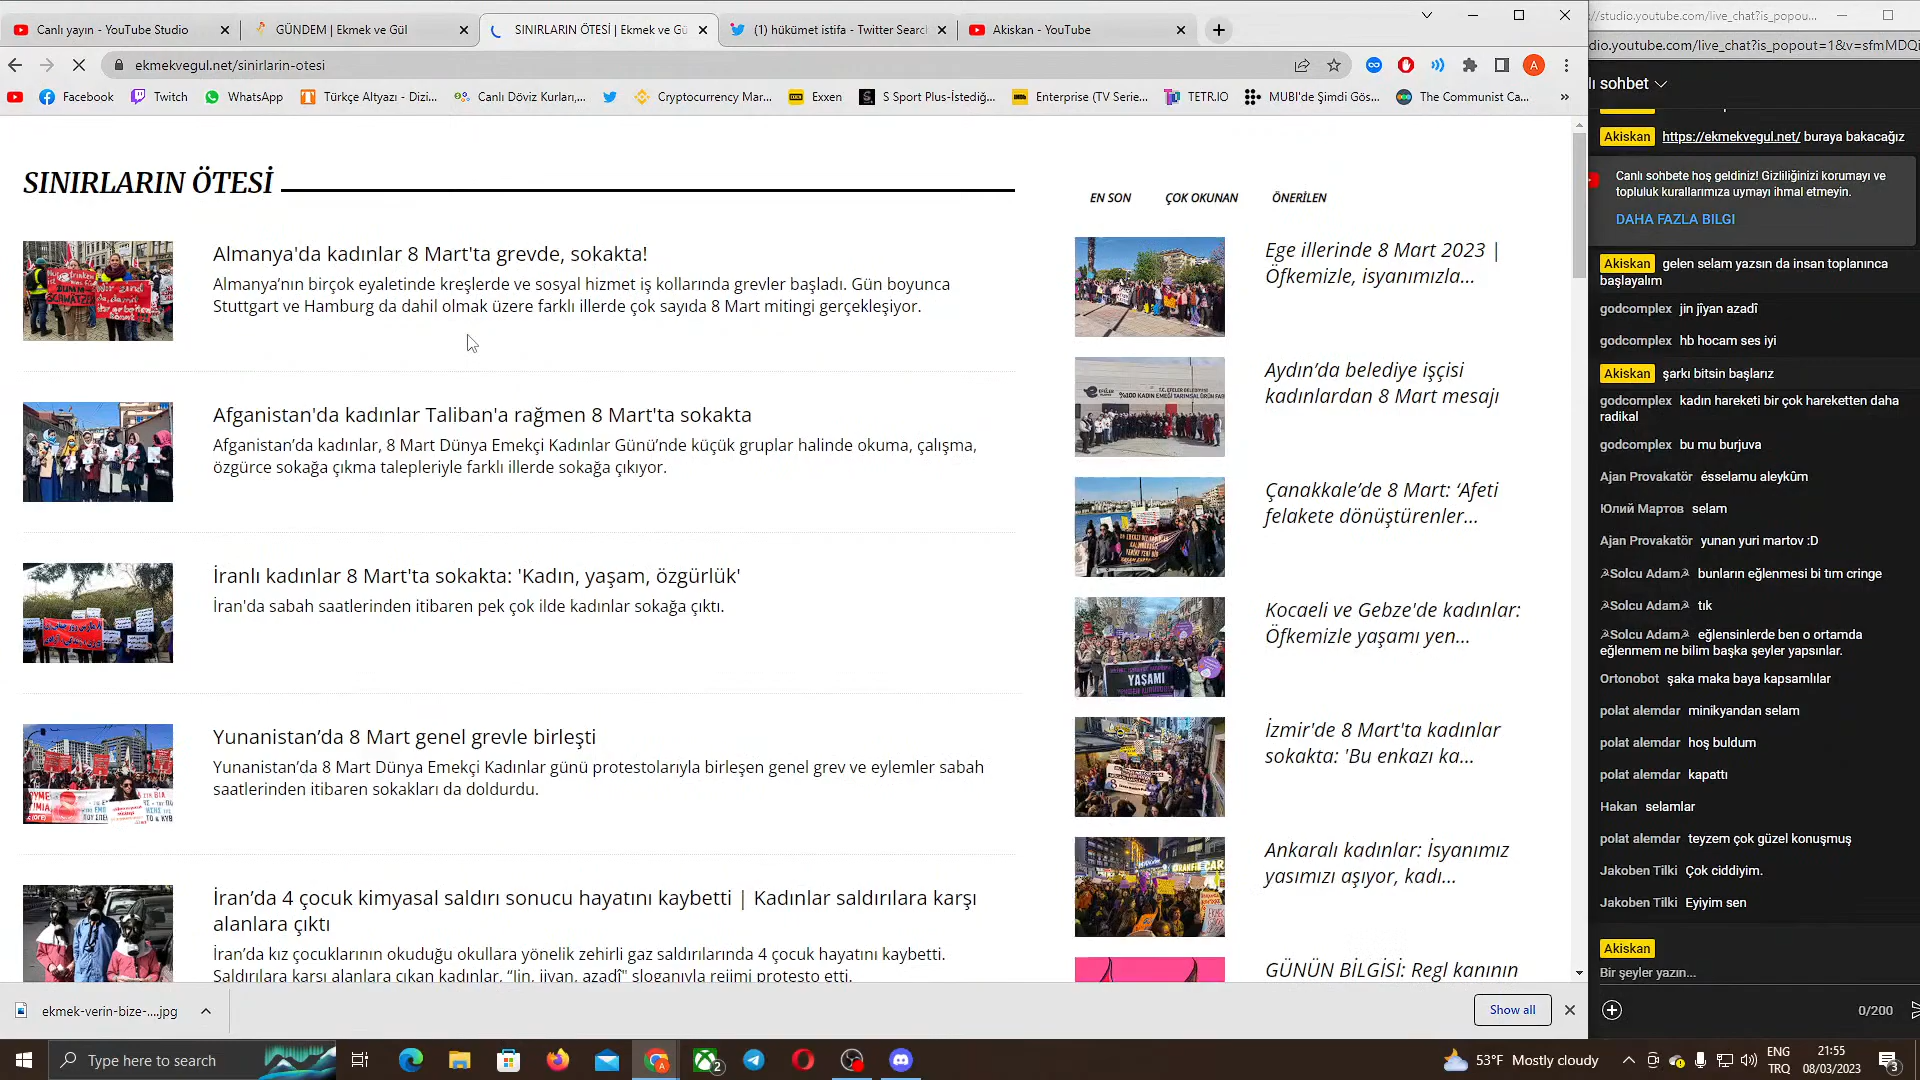 Canlı yayın - YouTube Studio
GÜNDEM | Ekmek ve Gül
SINIRLARIN ÖTESİ | Ekmek ve Gü
(1) hükümet istifa - Twitter Search
Akiskan - YouTube
ekmekvegul.net/sinirlarin-otesi
A
Facebook
Twitch
WhatsApp
Türkçe Altyazı - Dizi...
Canlı Döviz Kurları,...
Cryptocurrency Mar...
Exxen
S Sport Plus-İstediğ...
Enterprise (TV Serie...
TETR.IO
MUBI'de Şimdi Gös...
The Communist Ca...
»
SINIRLARIN ÖTESİ
Almanya'da kadınlar 8 Mart'ta grevde, sokakta!
Almanya’nın birçok eyaletinde kreşlerde ve sosyal hizmet iş kollarında grevler başladı. Gün boyunca
Stuttgart ve Hamburg da dahil olmak üzere farklı illerde çok sayıda 8 Mart mitingi gerçekleşiyor.
Afganistan'da kadınlar Taliban'a rağmen 8 Mart'ta sokakta
Afganistan’da kadınlar, 8 Mart Dünya Emekçi Kadınlar Günü’nde küçük gruplar halinde okuma, çalışma,
özgürce sokağa çıkma talepleriyle farklı illerde sokağa çıkıyor.
İranlı kadınlar 8 Mart'ta sokakta: 'Kadın, yaşam, özgürlük'
İran'da sabah saatlerinden itibaren pek çok ilde kadınlar sokağa çıktı.
Yunanistan’da 8 Mart genel grevle birleşti
Yunanistan’da 8 Mart Dünya Emekçi Kadınlar günü protestolarıyla birleşen genel grev ve eylemler sabah
saatlerinden itibaren sokakları da doldurdu.
İran’da 4 çocuk kimyasal saldırı sonucu hayatını kaybetti | Kadınlar saldırılara karşı
alanlara çıktı
İran’da kız çocuklarının okuduğu okullara yönelik zehirli gaz saldırılarında 4 çocuk hayatını kaybetti.
Saldırılara karşı alanlara çıkan kadınlar, “Jin, jiyan, azadî" sloganıyla rejimi protesto etti.
EN SON
ÇOK OKUNAN
ÖNERİLEN
Ege illerinde 8 Mart 2023 |
Öfkemizle, isyanımızla...
Aydın’da belediye işçisi
kadınlardan 8 Mart mesajı
Çanakkale’de 8 Mart: ‘Afeti
felakete dönüştürenler...
Kocaeli ve Gebze'de kadınlar:
Öfkemizle yaşamı yen...
YAŞAMI
İzmir'de 8 Mart'ta kadınlar
sokakta: 'Bu enkazı ka...
Ankaralı kadınlar: İsyanımız
yasımızı aşıyor, kadı...
GÜNÜN BİLGİSİ: Regl kanının
//studio.youtube.com/live_chat?is_popou...
dio.youtube.com/live_chat?is_popout=1&v=sfmMDQi
lı sohbet
Akiskan https://ekmekvegul.net/ buraya bakacağız
Canlı sohbete hoş geldiniz! Gizliliğinizi korumayı ve
topluluk kurallarımıza uymayı ihmal etmeyin.
DAHA FAZLA BILGI
Akiskan gelen selam yazsın da insan toplanınca
başlayalım
godcomplex jin jîyan azadî
godcomplex hb hocam ses iyi
Akiskan şarkı bitsin başlarız
godcomplex kadın hareketi bir çok hareketten daha
radikal
godcomplex bu mu burjuva
Ajan Provakatör ésselamu aleykûm
Юлий Мартов selam
Ajan Provakatör yunan yuri martov :D
☭Solcu Adam☭ bunların eğlenmesi bi tım cringe
☭Solcu Adam☭ tık
☭Solcu Adam☭ eğlensinlerde ben o ortamda
eğlenmem ne bilim başka şeyler yapsınlar.
Ortonobot şaka maka baya kapsamlılar
polat alemdar minikyandan selam
polat alemdar hoş buldum
polat alemdar kapattı
Hakan selamlar
polat alemdar teyzem çok güzel konuşmuş
Jakoben Tilki Çok ciddiyim.
Jakoben Tilki Eyiyim sen
Akiskan
Bir şeyler yazın...
0/200
ekmek-verin-bize-....jpg
Show all
Type here to search
2
53°F Mostly cloudy
ENG
TRQ
21:55
08/03/2023
3